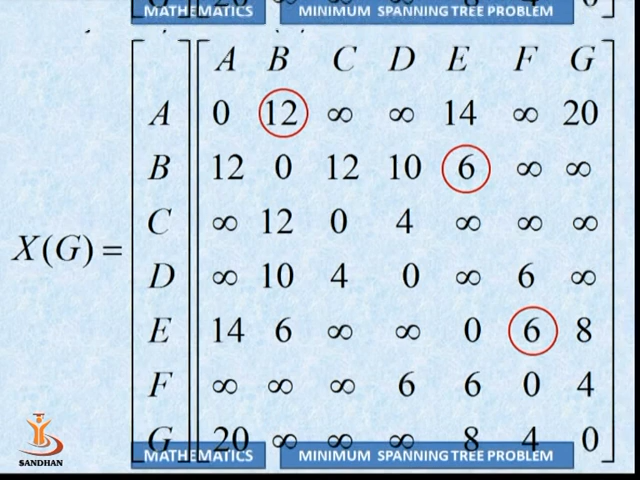 MATHEMATICS MINIMUM SPANNING TREE PROBLEM
A B C D E F G
A 0 12 ∞ ∞ 14 ∞ 20
B 12 0 12 10 6 ∞ ∞
C ∞ 12 0 4 ∞ ∞ ∞
X(G) =
D ∞ 10 4 0 ∞ 6 ∞
E 14 6 ∞ ∞ 0 6 8
F ∞ ∞ ∞ 6 6 0 4
G 20 ∞ ∞ ∞ 8 4 0
MATHEMATICS MINIMUM SPANNING TREE PROBLEM
SANDHAN